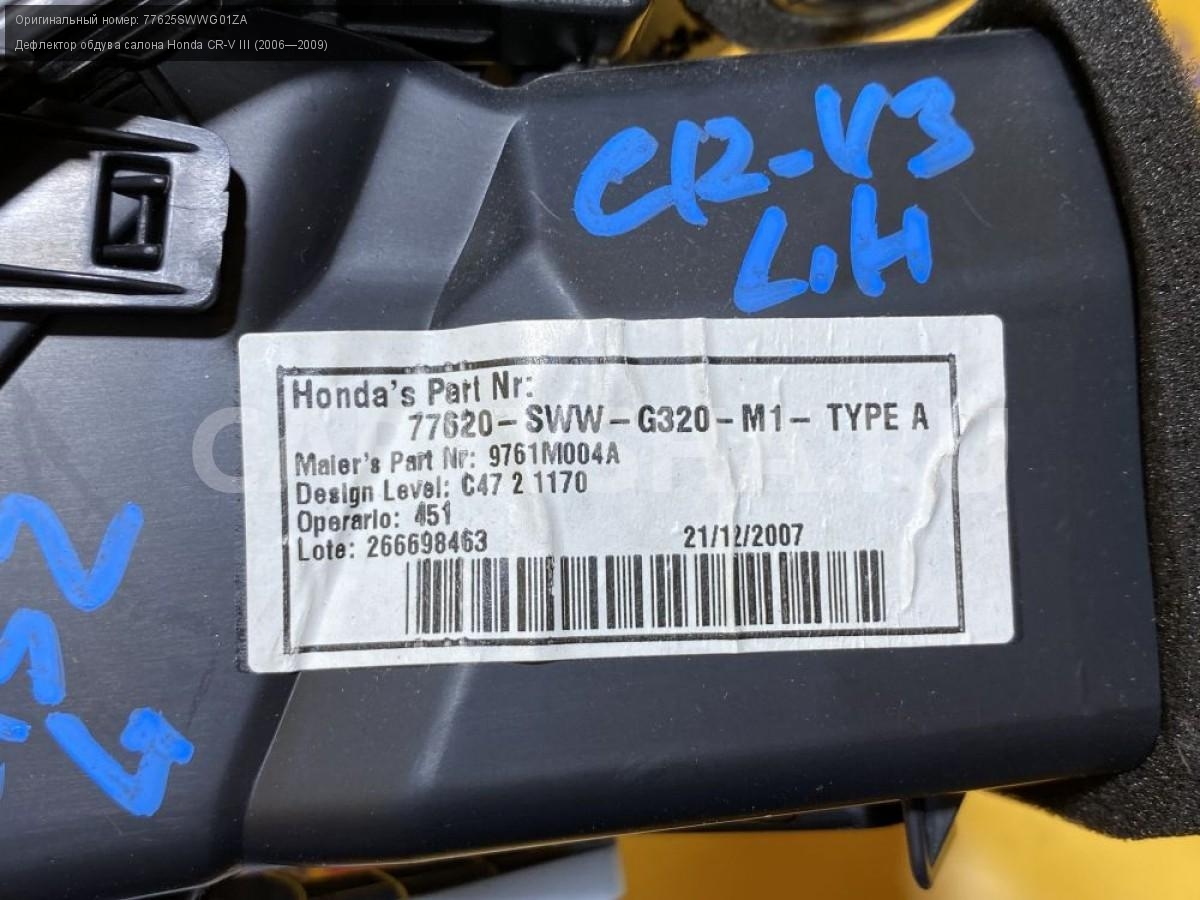 Оригинальный номер: 77625SWWG01ZA
Дефлектор обдува салона Honda CR-V III (2006—2009)
CR-V3
L.H
Honda's Part Nr:
77620-SWW-G320-M1- TYPE A
Maier's Part Nr: 9761M004A
Design Level: C47 2 1170
Operario: 451
Lote: 266698463
21/12/2007